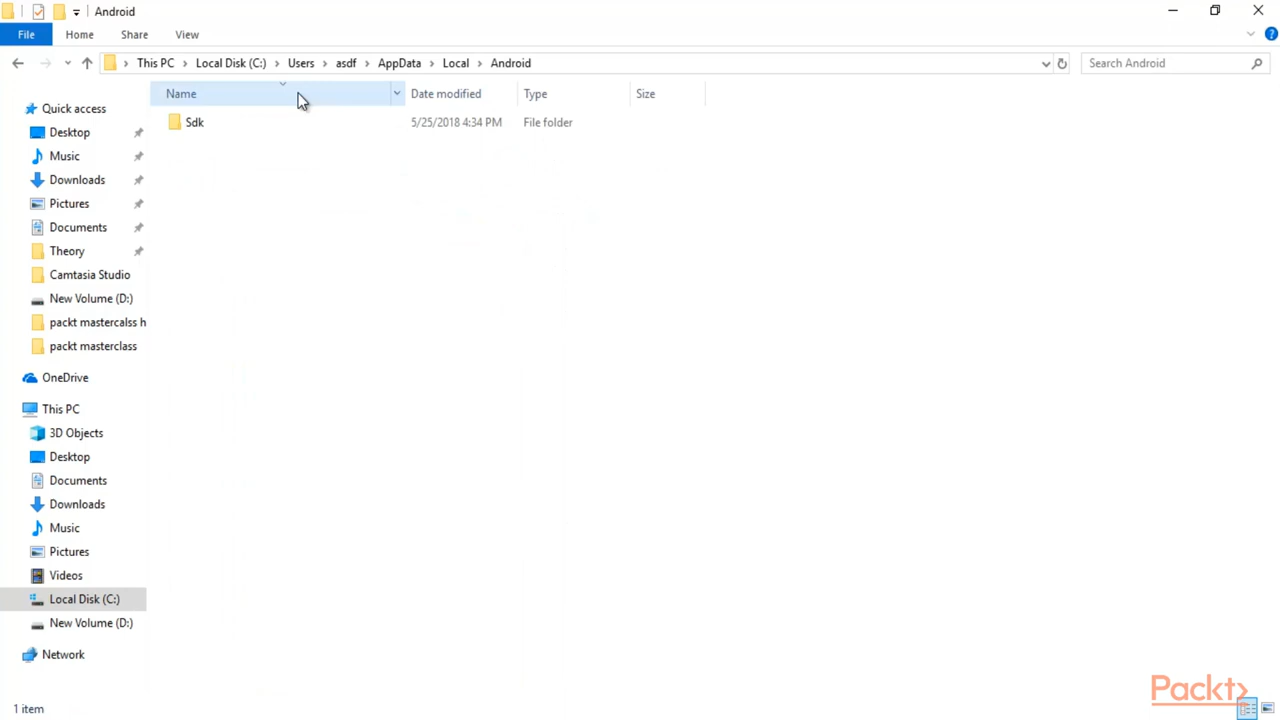 Android
File Home Share View
This PC Local Disk (C:) Users asdf AppData Local Android Search Android
Name Date modified Type Size
Sdk 5/25/2018 4:34 PM File folder
Quick access
Desktop
Music
Downloads
Pictures
Documents
Theory
Camtasia Studio
New Volume (D:)
packt mastercalss h
packt masterclass
OneDrive
This PC
3D Objects
Desktop
Documents
Downloads
Music
Pictures
Videos
Local Disk (C:)
New Volume (D:)
Network
1 item
Packt